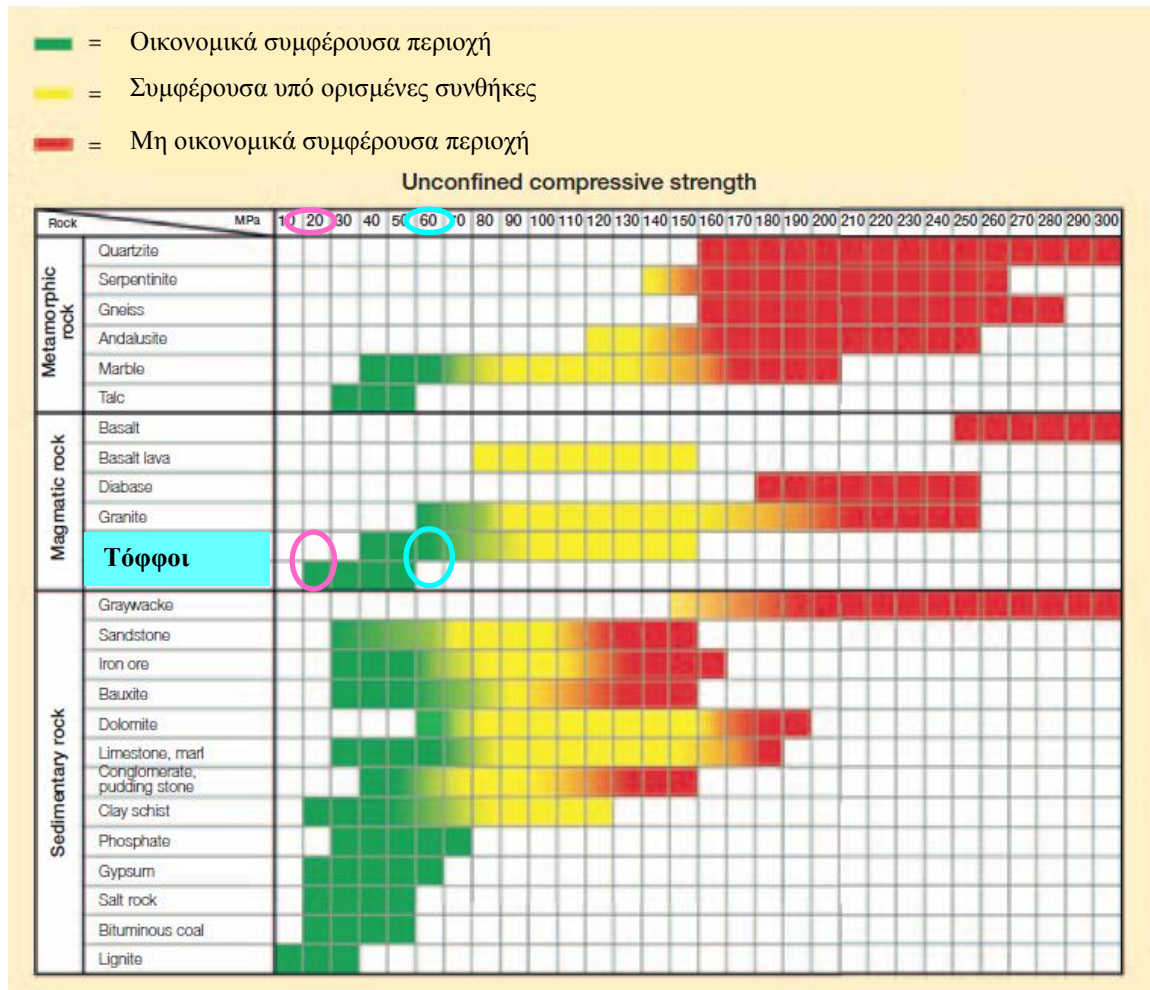 = Οικονομικά συμφέρουσα περιοχή
= Συμφέρουσα υπό ορισμένες συνθήκες
= Μη οικονομικά συμφέρουσα περιοχή
Unconfined compressive strength
Rock MPa 10 20 30 40 50 60 70 80 90 100 110 120 130 140 150 160 170 180 190 200 210 220 230 240 250 260 270 280 290 300
Metamorphic
rock
Quartzite
Serpentinite
Gneiss
Andalusite
Marble
Talc
Magmatic rock
Basalt
Basalt lava
Diabase
Granite
Τόφφοι
Sedimentary rock
Graywacke
Sandstone
Iron ore
Bauxite
Dolomite
Limestone, marl
Conglomerate,
pudding stone
Clay schist
Phosphate
Gypsum
Salt rock
Bituminous coal
Lignite